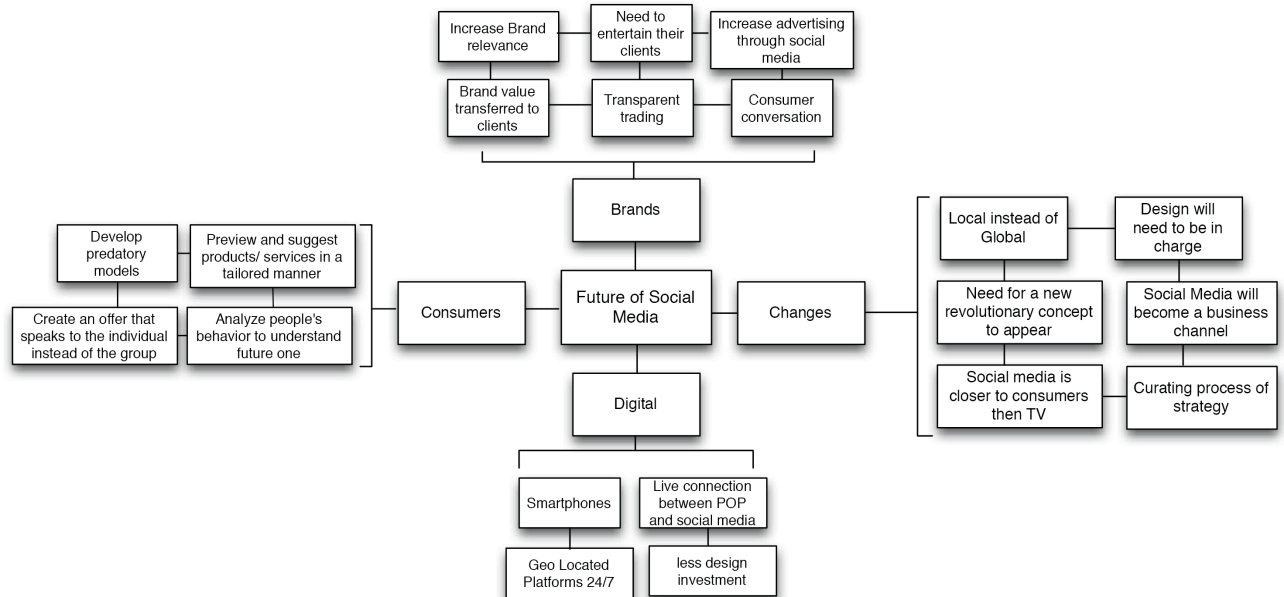 Increase Brand
relevance
Need to
entertain their
clients
Increase advertising
through social
media
Brand value
transferred to
clients
Transparent
trading
Consumer
conversation
Brands
Develop
predatory
models
Preview and suggest
products/ services in a
tailored manner
Create an offer that
speaks to the individual
instead of the group
Analyze people's
behavior to understand
future one
Consumers
Future of Social
Media
Changes
Local instead of
Global
Design will
need to be in
charge
Need for a new
revolutionary concept
to appear
Social Media will
become a business
channel
Social media is
closer to consumers
then TV
Curating process of
strategy
Digital
Smartphones
Live connection
between POP
and social media
Geo Located
Platforms 24/7
less design
investment